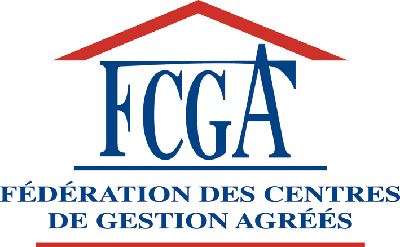 FCGA
FÉDÉRATION DES CENTRES
DE GESTION AGRÉÉS